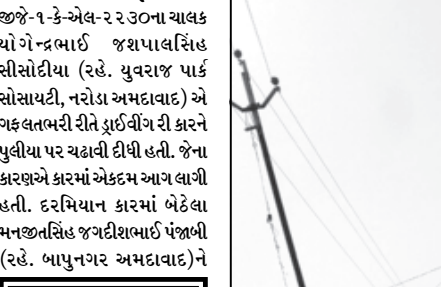 જીજે-૧-કે-એલ-૨૨૩૦ના ચાલક
યોગેન્દ્રભાઈ જશપાલસિંહ
સીસોદીયા (રહે. યુવરાજ પાર્ક
સોસાયટી, નરોડા અમદાવાદ) એ
ગફલતભરી રીતે ડ્રાઈવીંગ રી કારને
પુલીયા પર ચઢાવી દીધી હતી. જેના
કારણએ કારમાં એકદમ આગ લાગી
હતી. દરમિયાન કારમાં બેઠેલા
મનજીતસિંહ જગદીશભાઈ પંજાબી
(રહે. બાપુનગર અમદાવાદ)ને